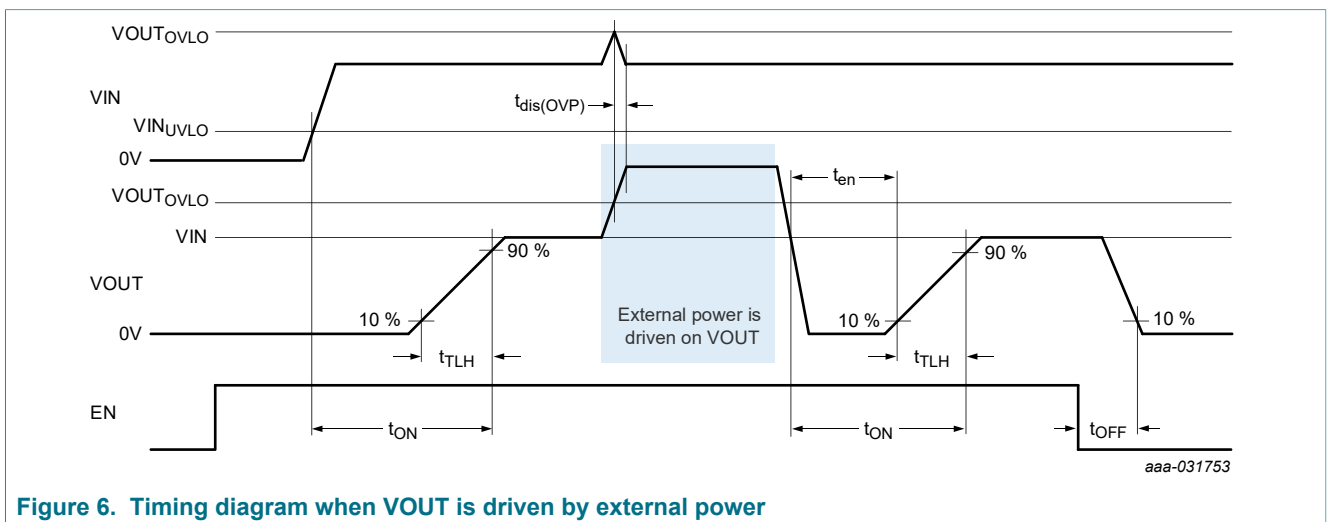 VOUTOVLO
VIN
tdis(OVP)
VINUVLO
0V
VOUTOVLO
ten
VIN
90 %
90 %
VOUT
External power is
driven on VOUT
10 %
10 %
10 %
0V
tTLH
tTLH
EN
tON
tON
tOFF
aaa-031753
Figure 6. Timing diagram when VOUT is driven by external power